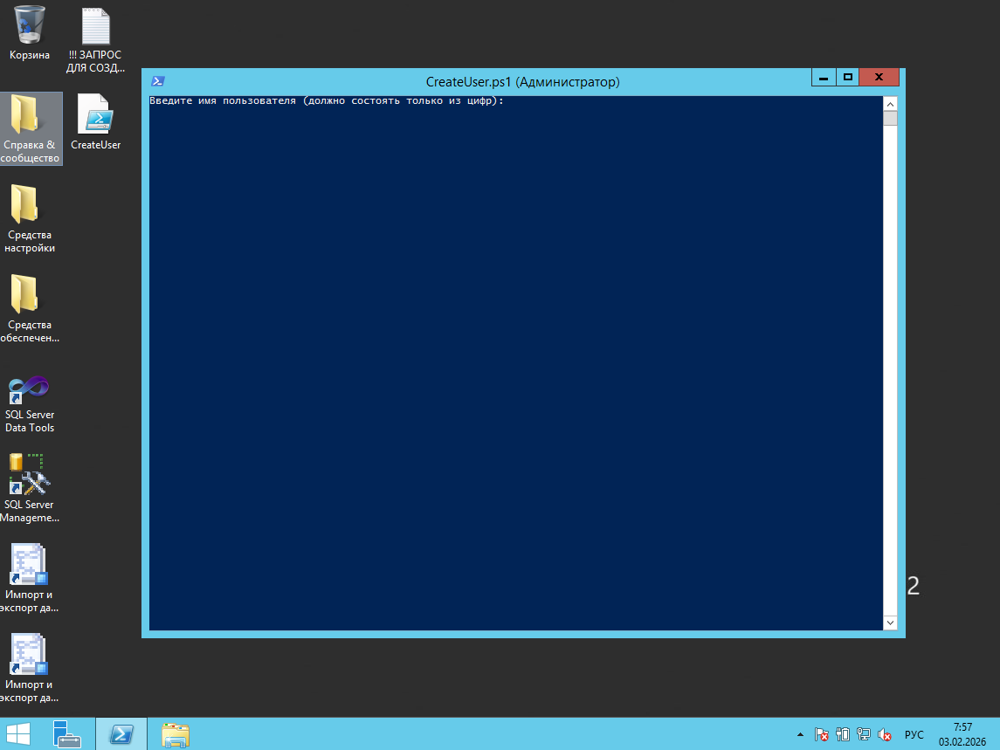 Корзина
!!! ЗАПРОС
ДЛЯ СОЗД...
CreateUser.ps1 (Администратор)
Введите имя пользователя (должно состоять только из цифр):
Справка &
сообщество
CreateUser
Средства
настройки
Средства
обеспечен...
SQL Server
Data Tools
SQL Server
Manageme...
Импорт и
экспорт да...
2
Импорт и
экспорт да...
РУС
7:57
03.02.2026